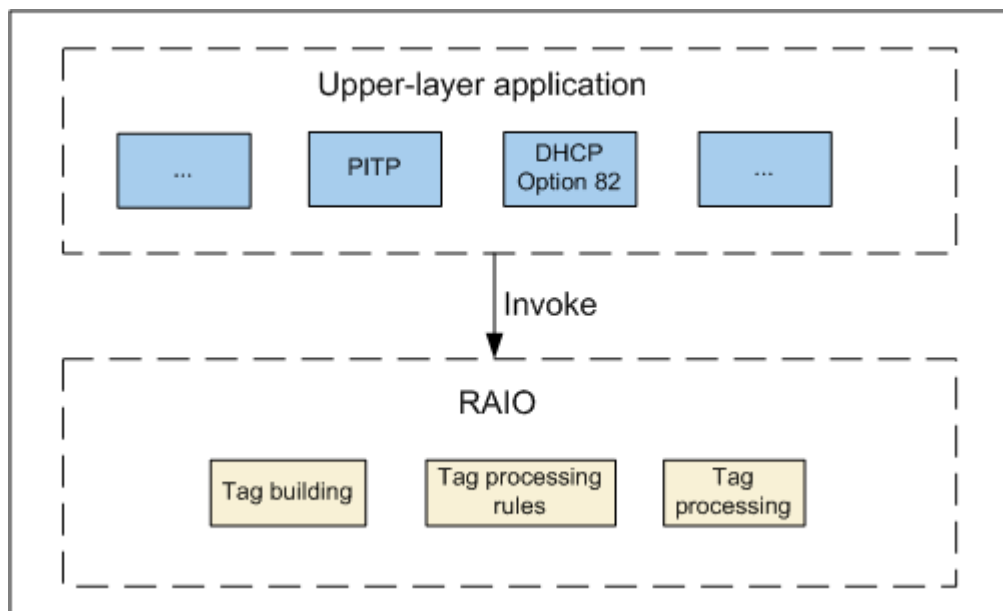 Upper-layer application
...
PITP
DHCP
Option 82
...
Invoke
RAIO
Tag building
Tag processing
rules
Tag
processing